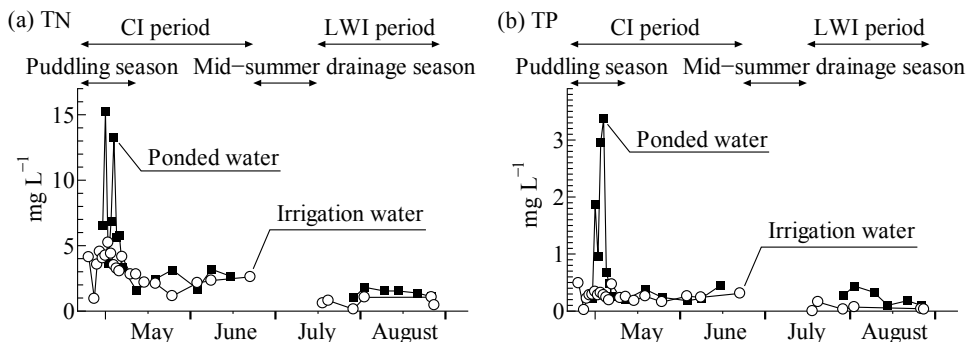 (a) TN
CI period
LWI period
Puddling season
Mid−summer drainage season
15
10
5
0
mg L−1
Ponded water
Irrigation water
May
June
July
August
(b) TP
CI period
LWI period
Puddling season
Mid−summer drainage season
3
2
1
0
mg L−1
Ponded water
Irrigation water
May
June
July
August